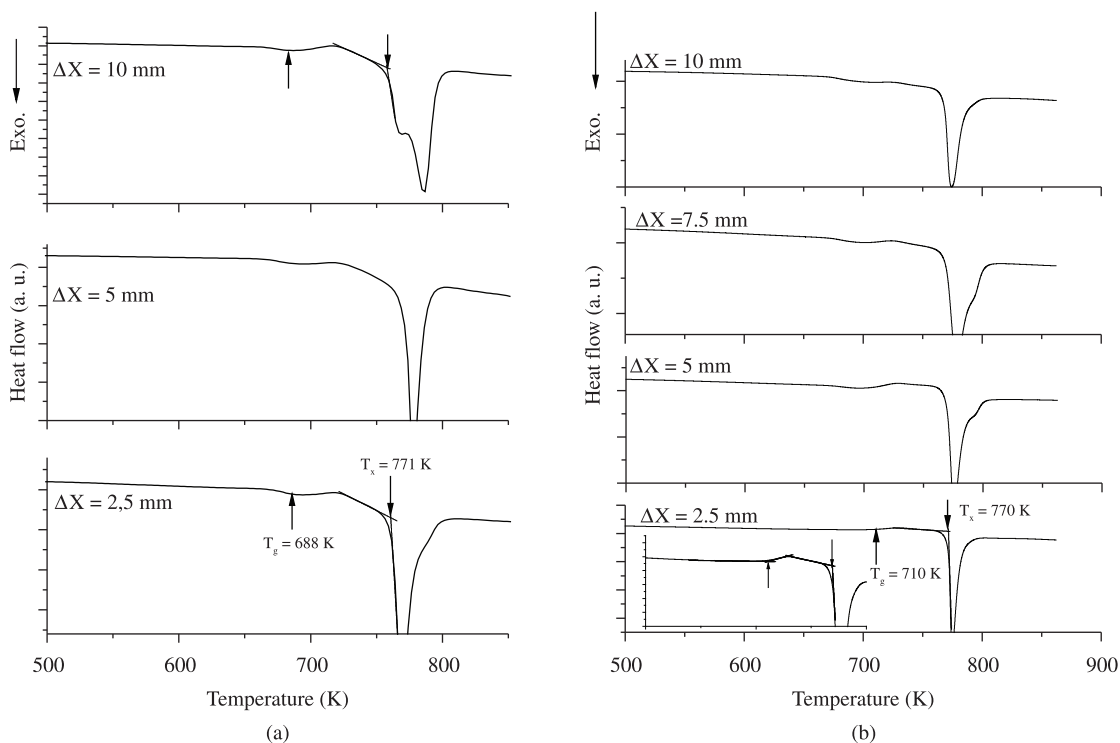 ΔX = 10 mm
Exo.
ΔX = 5 mm
Heat flow (a. u.)
T_x = 771 K
ΔX = 2,5 mm
T_g = 688 K
500 600 700 800
Temperature (K)
(a)
ΔX = 10 mm
Exo.
ΔX =7.5 mm
Heat flow (a. u.)
ΔX = 5 mm
ΔX = 2.5 mm
T_x = 770 K
T_g = 710 K
500 600 700 800 900
Temperature (K)
(b)